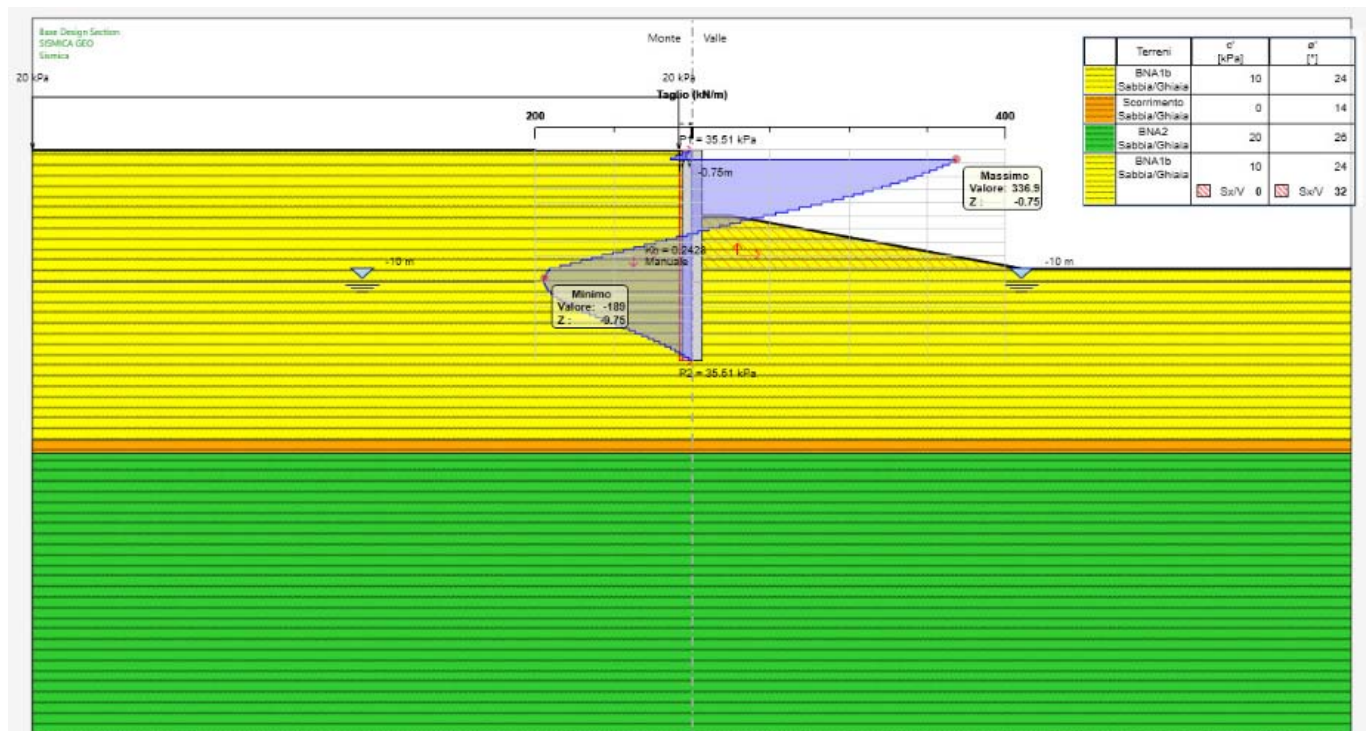 Base Design Section
SISMICA GEO
Sismica
Monte
Valle
20 kPa
20 kPa
Taglio (kN/m)
200
400
P1 = 35.51 kPa
-0.75m
Massimo
Valore: 336.9
Z : -0.75
Kh = 0.2428
Manuale
-10 m
-10 m
Minimo
Valore: -189
Z : -9.75
P2 = 35.51 kPa
Terreni c' ø'
[kPa] [°]
BNA1b
Sabbia/Ghiaia 10 24
Scorrimento
Sabbia/Ghiaia 0 14
BNA2
Sabbia/Ghiaia 20 26
BNA1b
Sabbia/Ghiaia 10 24
Sx/V 0 Sx/V 32